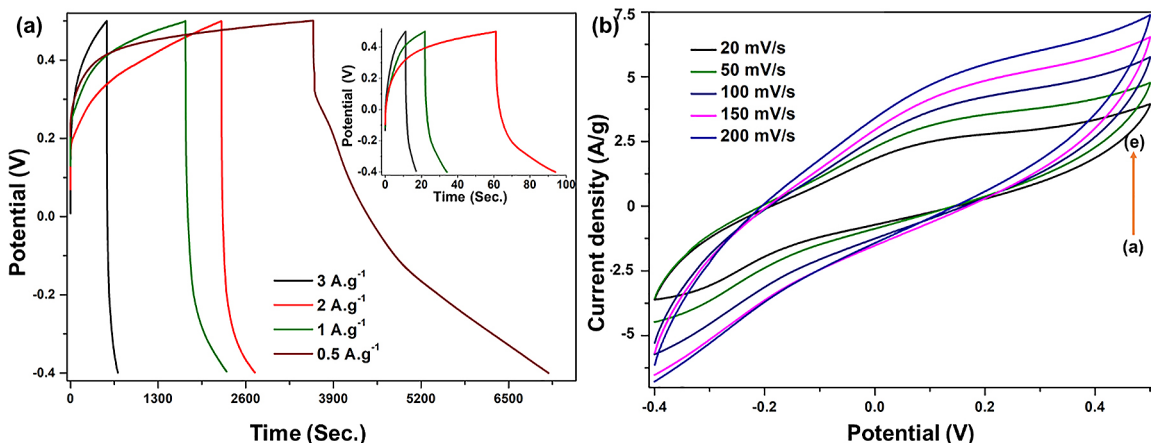 (a)
Potential (V)
0.4
0.2
0.0
-0.2
-0.4
0
1300
2600
3900
5200
6500
Time (Sec.)
3 A.g-1
2 A.g-1
1 A.g-1
0.5 A.g-1
Potential (V)
0.4
0.2
0.0
-0.2
-0.4
0
20
40
60
80
100
Time (Sec.)
(b)
Current density (A/g)
7.5
5
2.5
0
-2.5
-5
-0.4
-0.2
0.0
0.2
0.4
Potential (V)
20 mV/s
50 mV/s
100 mV/s
150 mV/s
200 mV/s
(e)
(a)